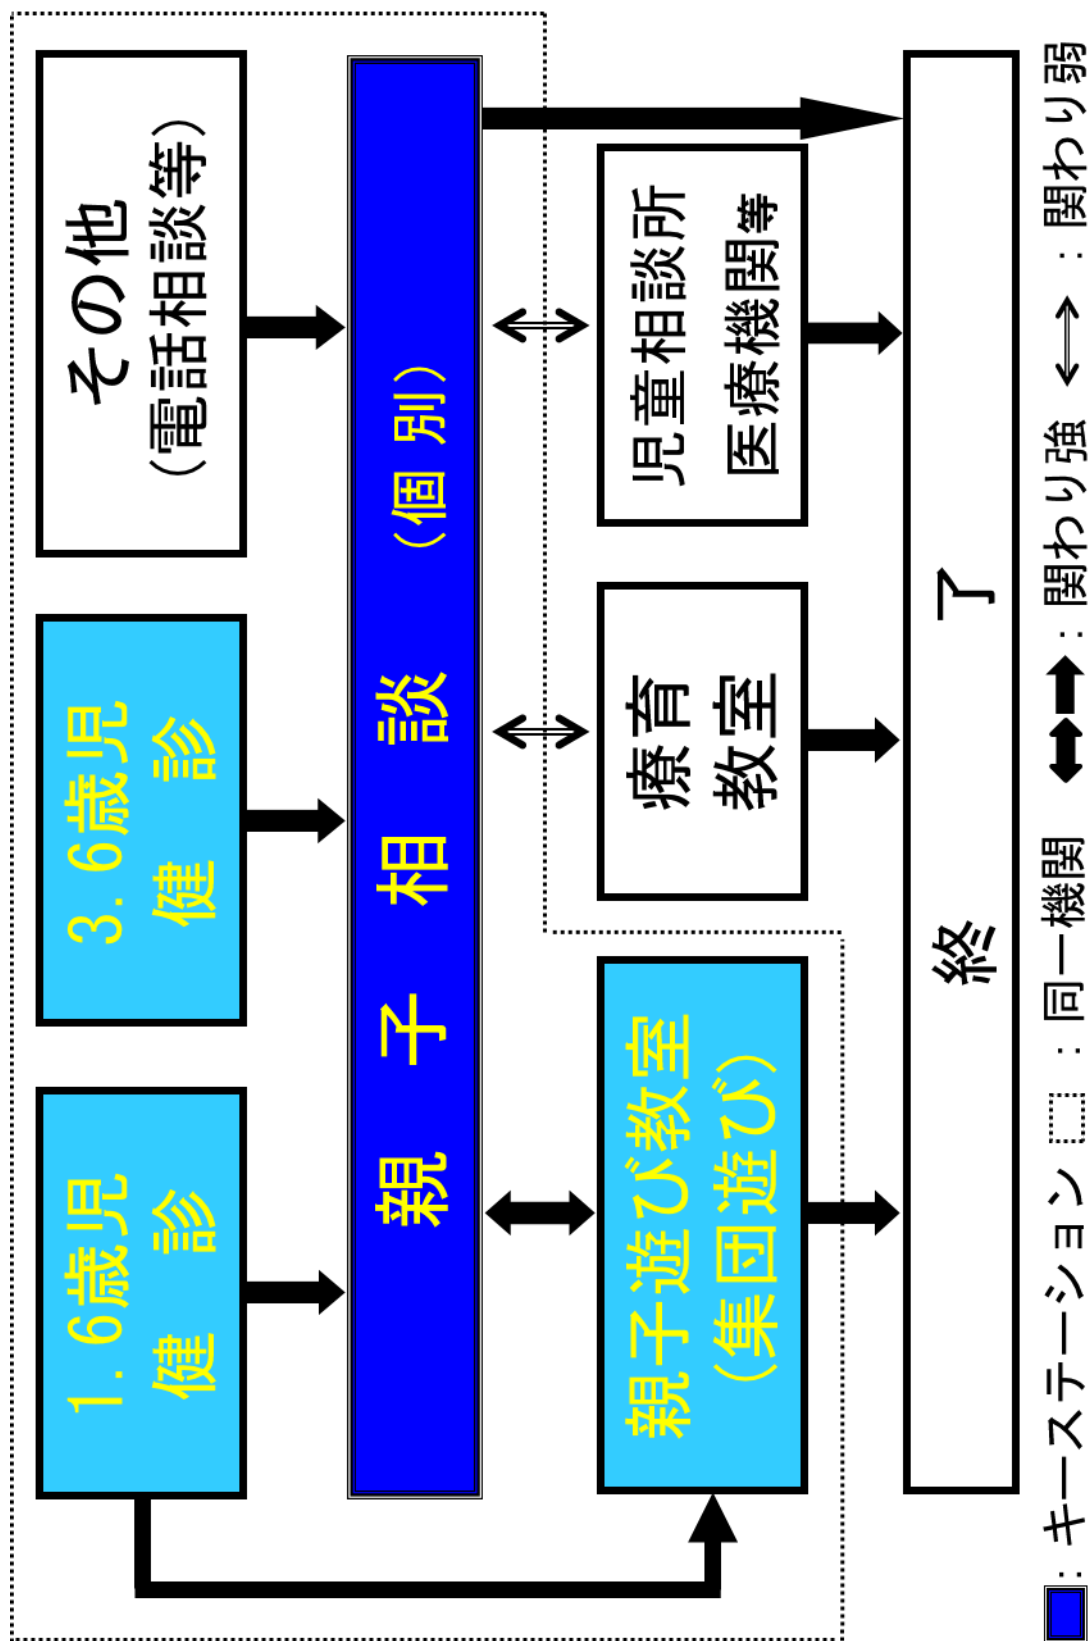 1.6歳児
健 診
3.6歳児
健 診
その他
(電話相談等)
親 子 相 談 (個 別)
親子遊び教室
(集団遊び)
療育
教室
児童相談所
医療機関等
終 了
：キーステーション ：同一機関 ：関わり強 ：関わり弱